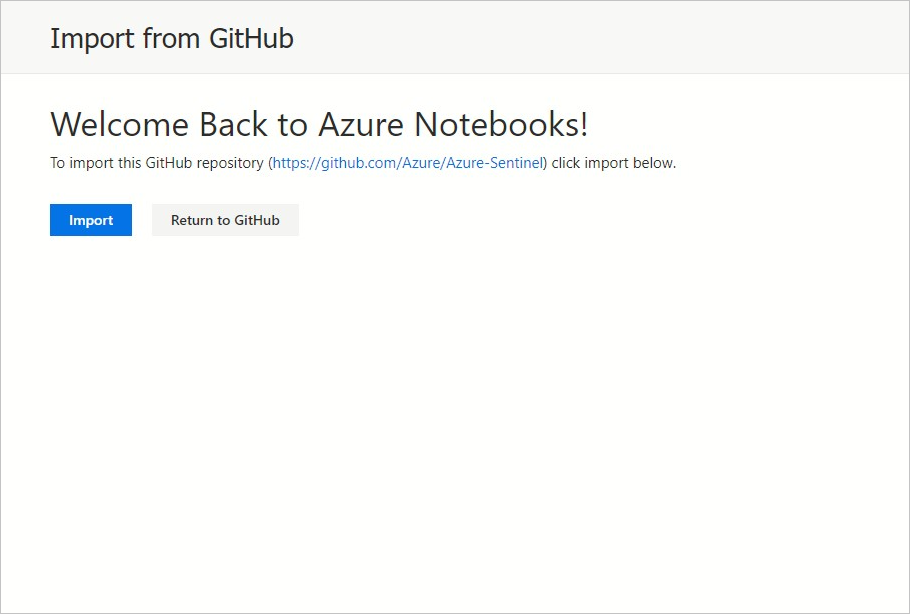 Import from GitHub
Welcome Back to Azure Notebooks!
To import this GitHub repository (https://github.com/Azure/Azure-Sentinel) click import below.
Import
Return to GitHub